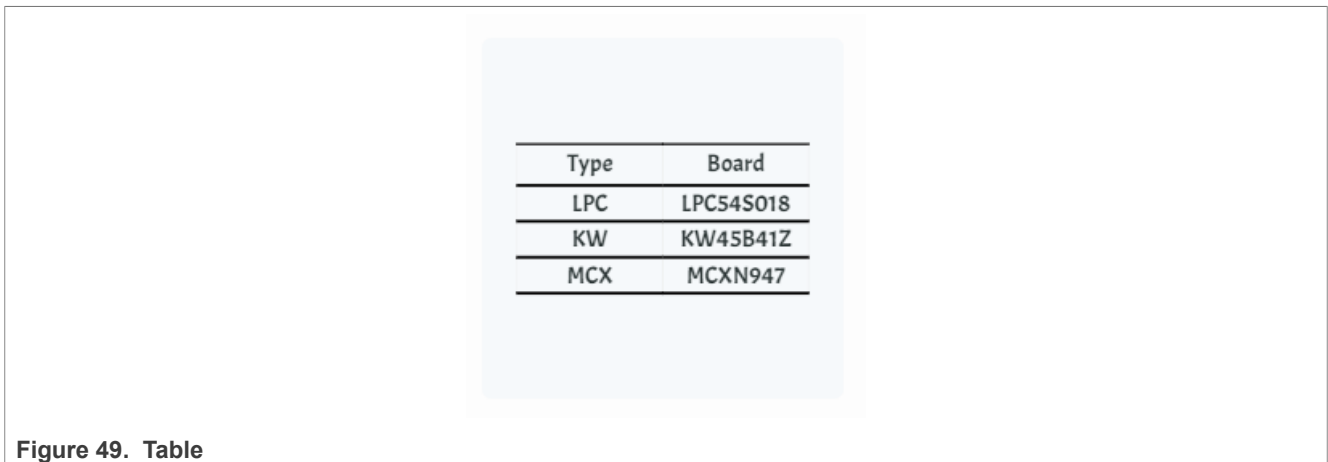 Type Board
LPC LPC54S018
KW KW45B41Z
MCX MCXN947
Figure 49. Table